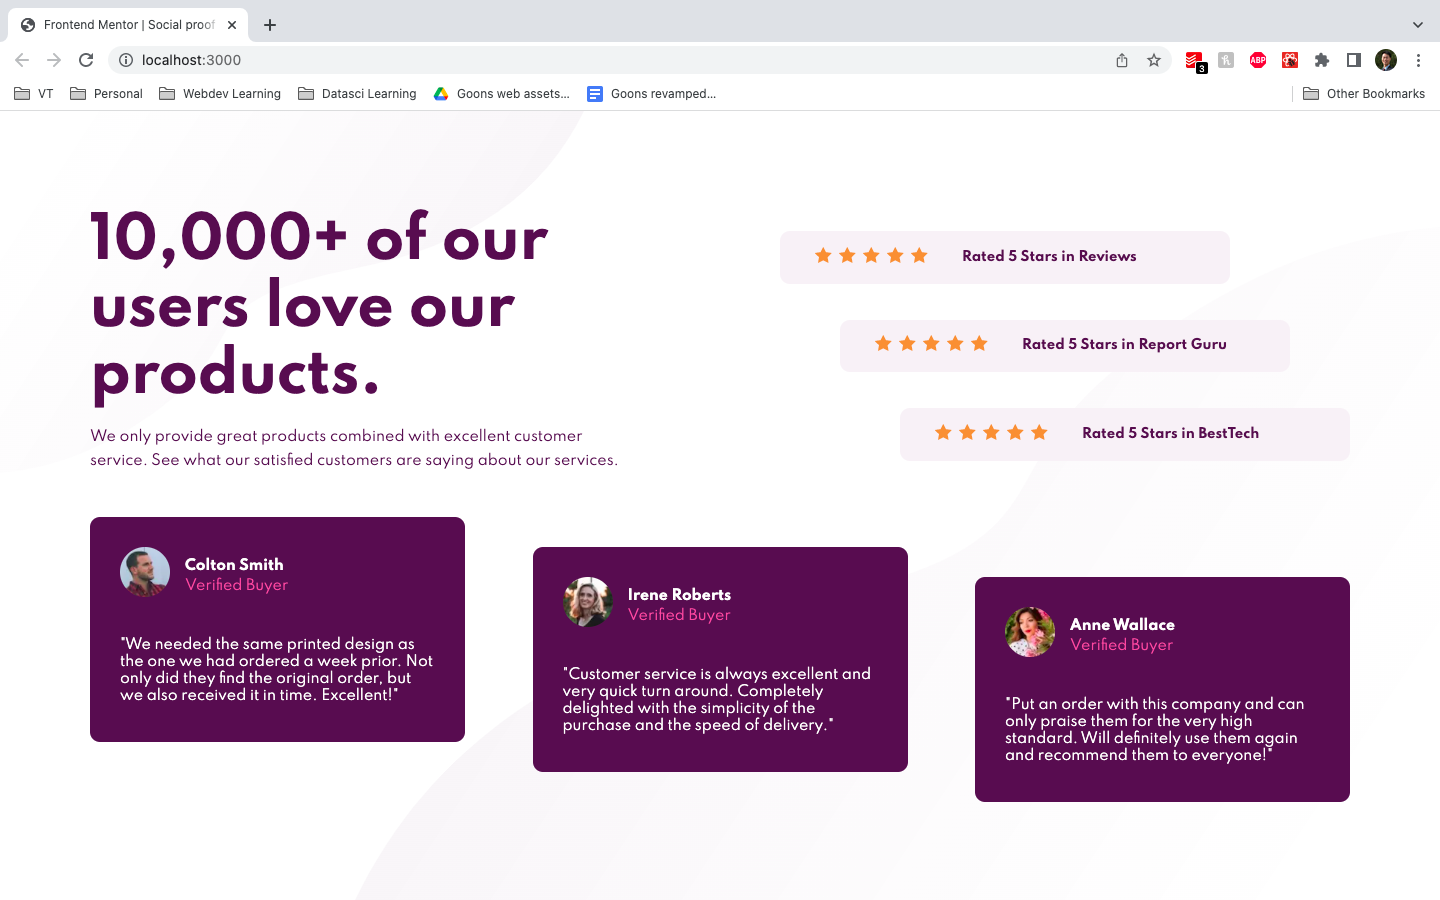 Frontend Mentor | Social proof
localhost:3000
ABP
3
VT
Personal
Webdev Learning
Datasci Learning
Goons web assets...
Goons revamped...
Other Bookmarks
10,000+ of our
users love our
products.
We only provide great products combined with excellent customer
service. See what our satisfied customers are saying about our services.
Rated 5 Stars in Reviews
Rated 5 Stars in Report Guru
Rated 5 Stars in BestTech
Colton Smith
Verified Buyer
"We needed the same printed design as
the one we had ordered a week prior. Not
only did they find the original order, but
we also received it in time. Excellent!"
Irene Roberts
Verified Buyer
"Customer service is always excellent and
very quick turn around. Completely
delighted with the simplicity of the
purchase and the speed of delivery."
Anne Wallace
Verified Buyer
"Put an order with this company and can
only praise them for the very high
standard. Will definitely use them again
and recommend them to everyone!"